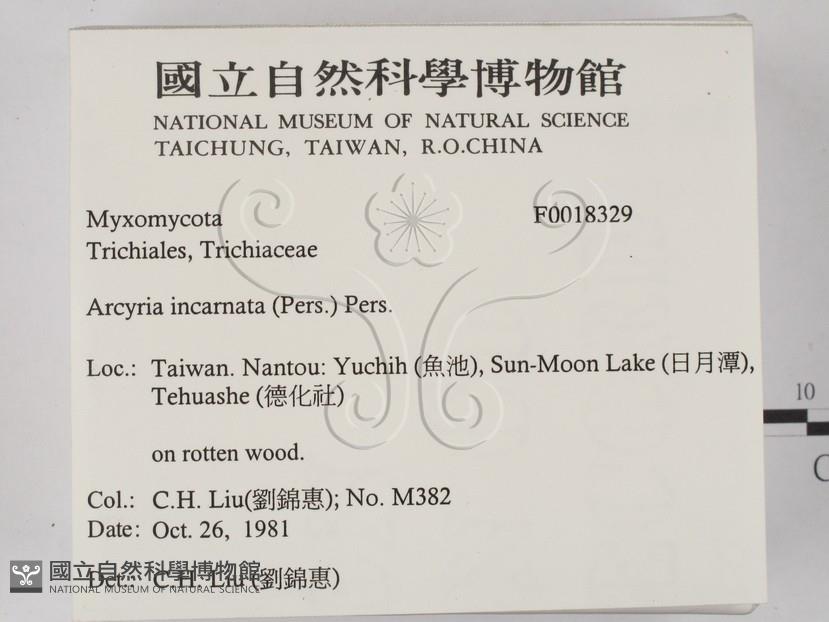 國立自然科學博物館
NATIONAL MUSEUM OF NATURAL SCIENCE
TAICHUNG, TAIWAN, R.O.CHINA
Myxomycota F0018329
Trichiales, Trichiaceae
Arcyria incarnata (Pers.) Pers.
Loc.: Taiwan. Nantou: Yuchih (魚池), Sun-Moon Lake (日月潭),
Tehuashe (德化社)
on rotten wood.
Col.: C.H. Liu(劉錦惠); No. M382
Date: Oct. 26, 1981
Det.: C.H. Liu (劉錦惠)
國立自然科學博物館
NATIONAL MUSEUM OF NATURAL SCIENCE
10
C